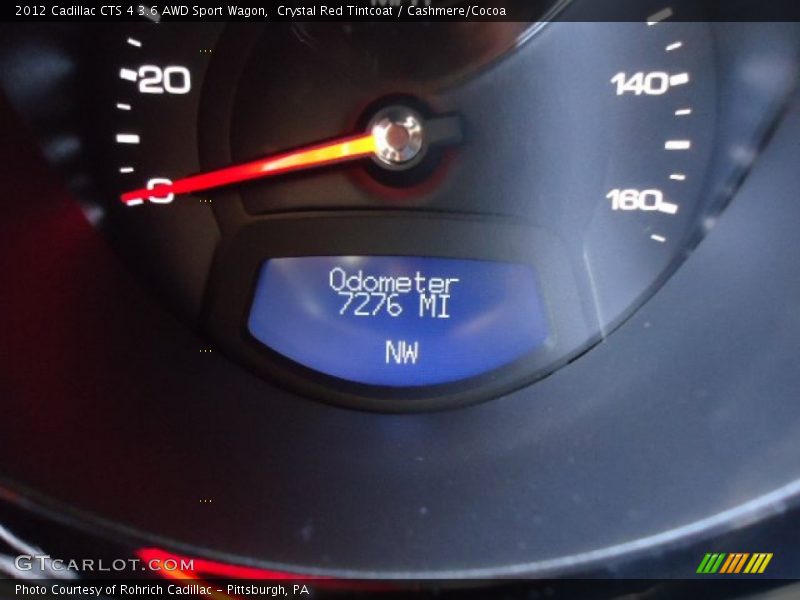 2012 Cadillac CTS 4 3.6 AWD Sport Wagon,  Crystal Red Tintcoat / Cashmere/Cocoa
20
140
0
160
Odometer
7276 MI
NW
GTCARLOT.COM
Photo Courtesy of Rohrich Cadillac - Pittsburgh, PA